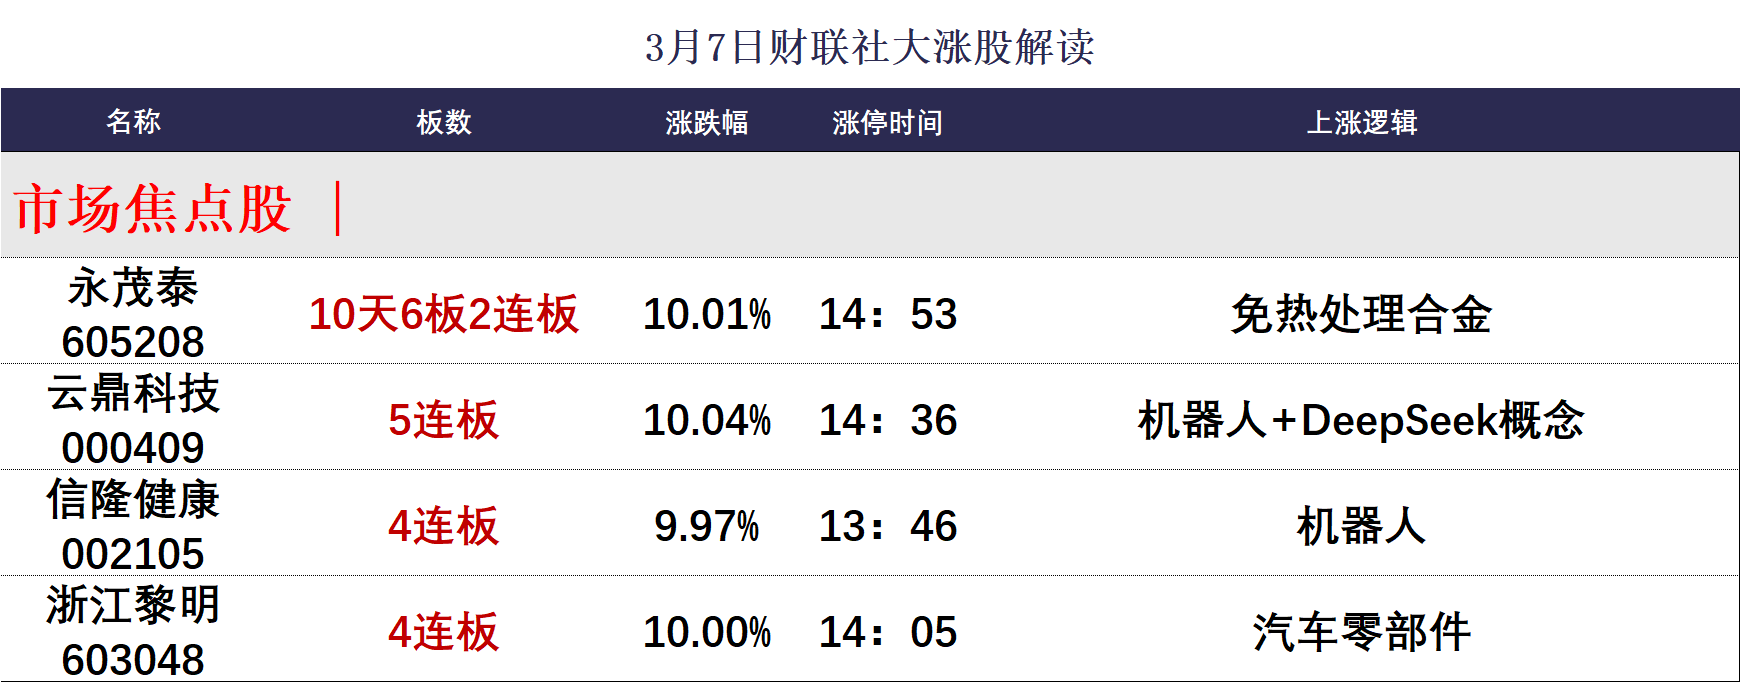 3月7日财联社大涨股解读
名称 板数 涨跌幅 涨停时间 上涨逻辑
市场焦点股 ｜
永茂泰
605208 10天6板2连板 10.01% 14：53 免热处理合金
云鼎科技
000409 5连板 10.04% 14：36 机器人+DeepSeek概念
信隆健康
002105 4连板 9.97% 13：46 机器人
浙江黎明
603048 4连板 10.00% 14：05 汽车零部件